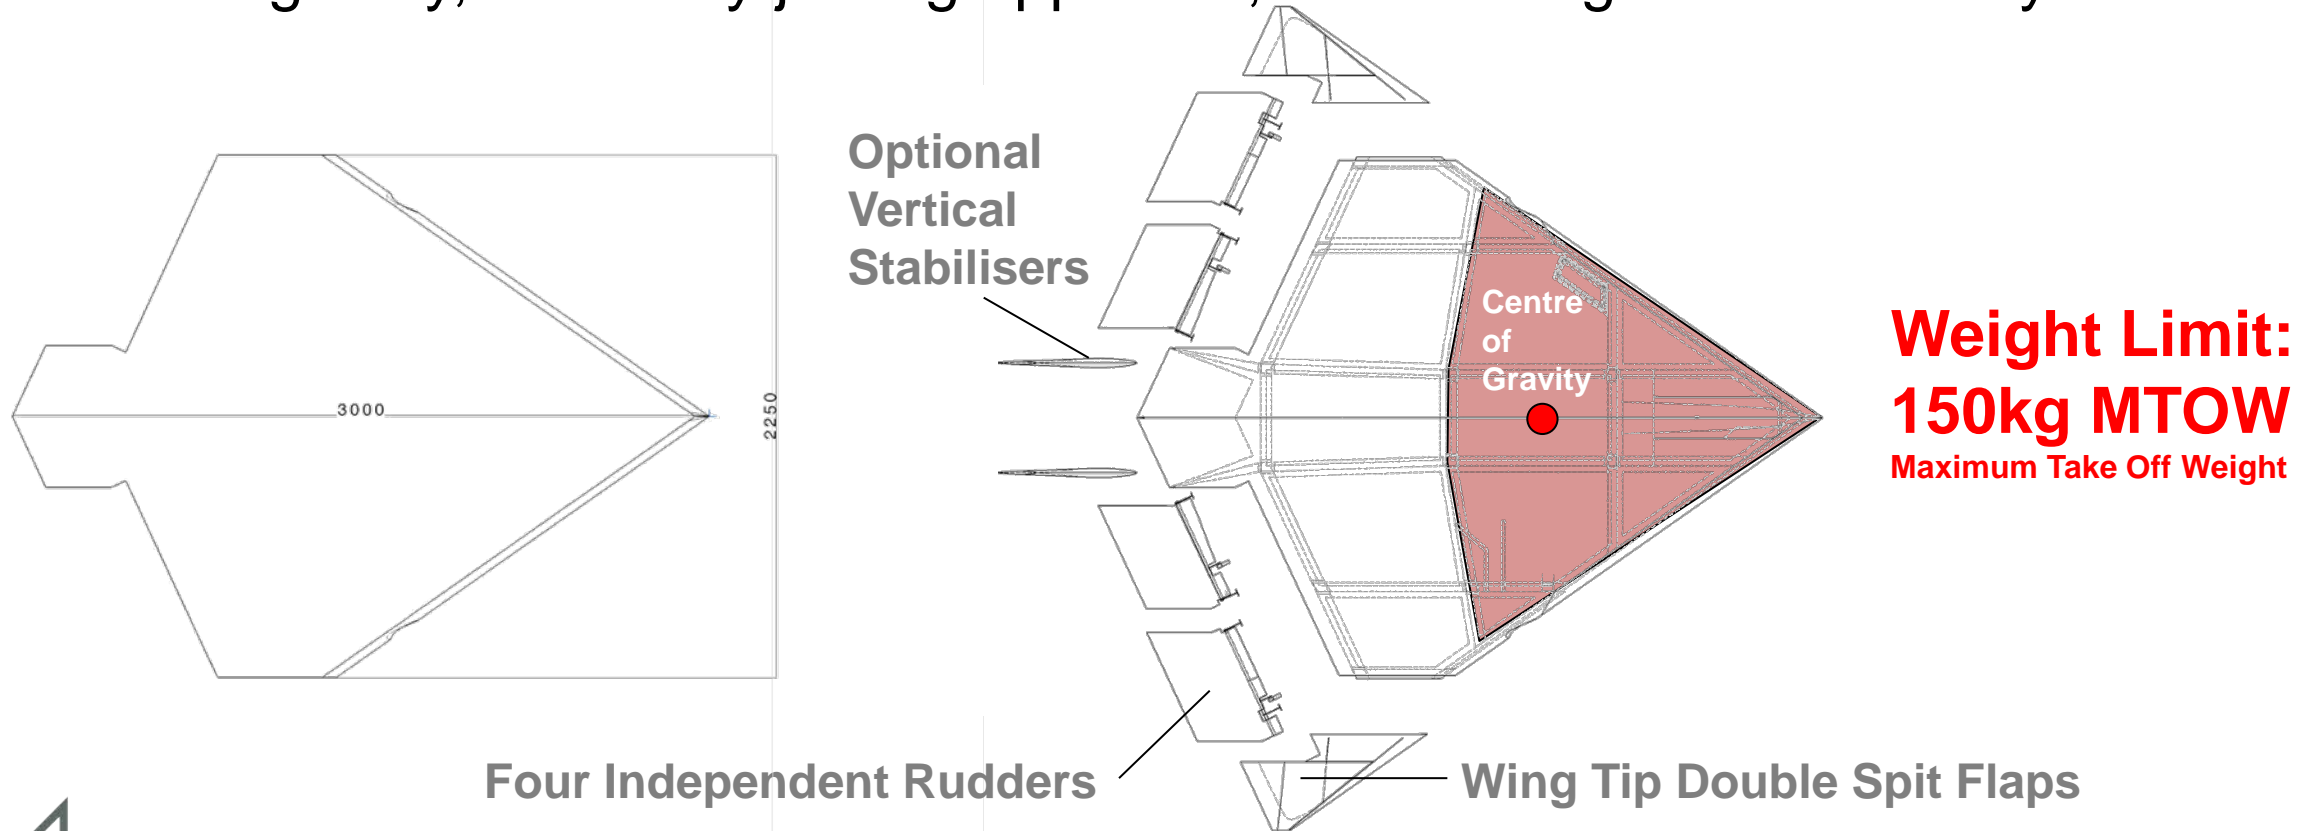 Optional
Vertical
Stabilisers
Centre
of
Gravity
Weight Limit:
150kg MTOW
Maximum Take Off Weight
3000
2250
Four Independent Rudders
Wing Tip Double Spit Flaps